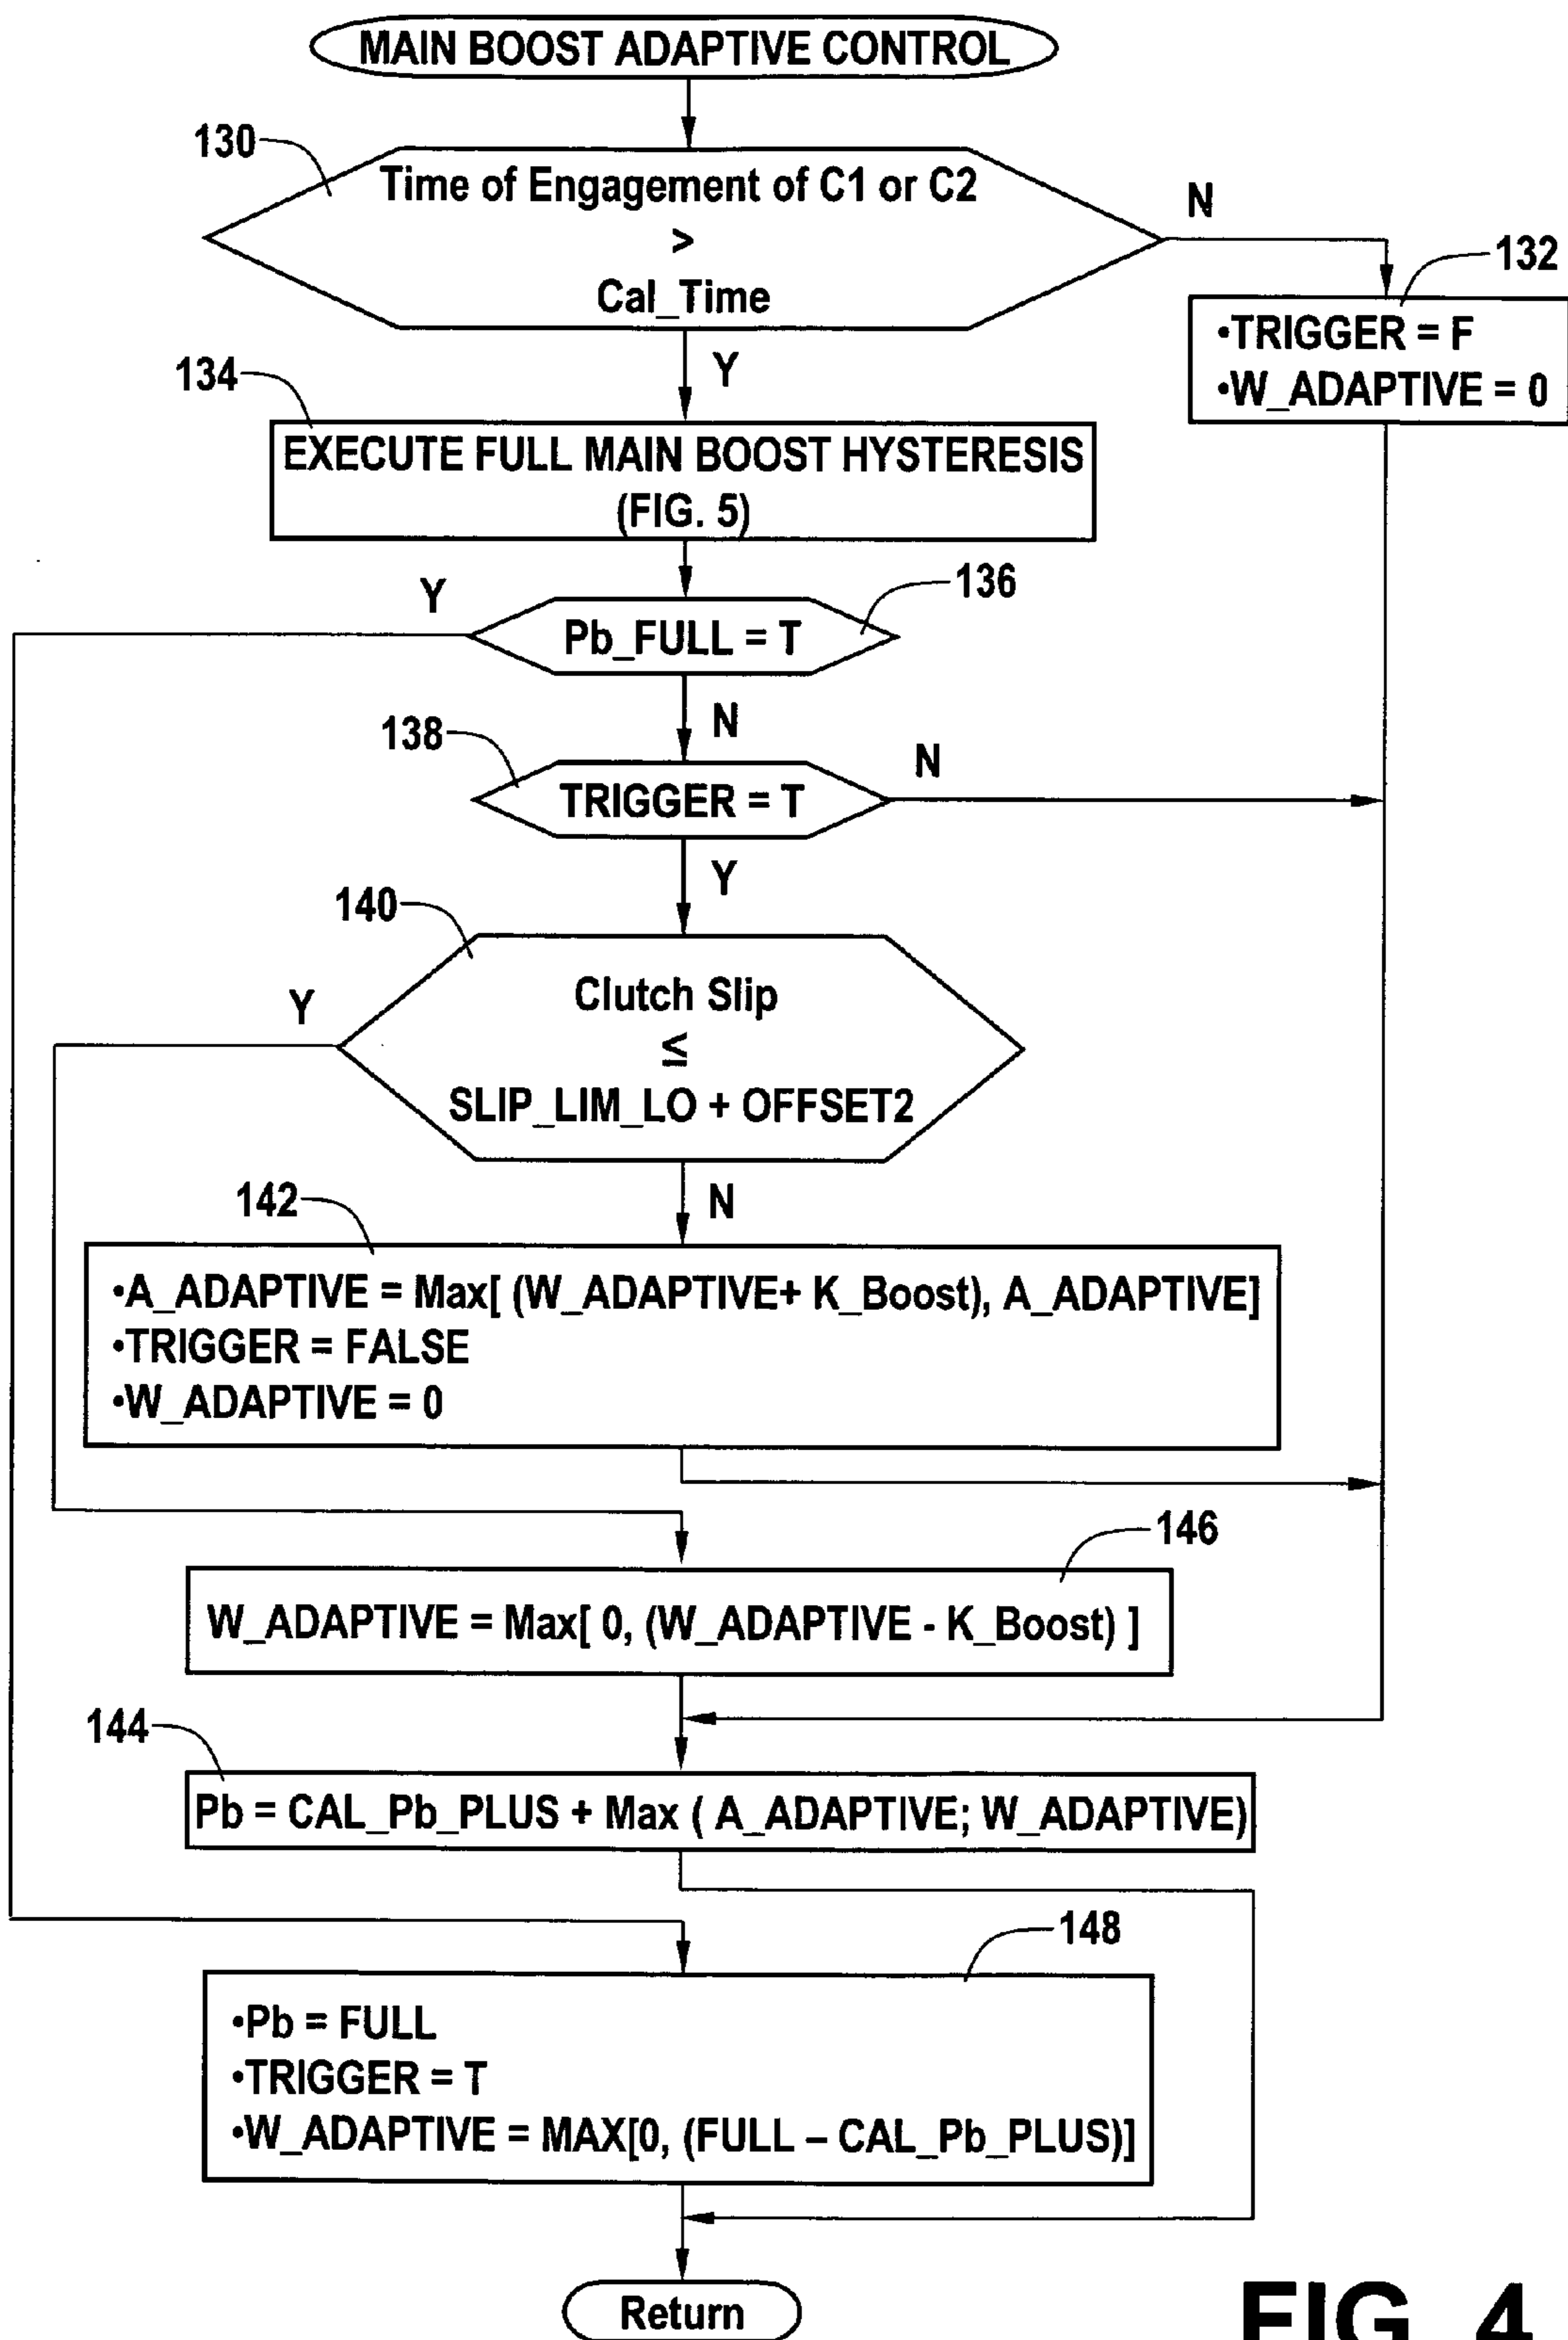 MAIN BOOST ADAPTIVE CONTROL
130
Time of Engagement of C1 or C2
>
Cal_Time
N
132
•TRIGGER = F
•W_ADAPTIVE = 0
Y
134
EXECUTE FULL MAIN BOOST HYSTERESIS
(FIG. 5)
Y
136
Pb_FULL = T
N
138
N
TRIGGER = T
Y
140
Y
Clutch Slip
≤
SLIP_LIM_LO + OFFSET2
N
142
•A_ADAPTIVE = Max[ (W_ADAPTIVE+ K_Boost), A_ADAPTIVE]
•TRIGGER = FALSE
•W_ADAPTIVE = 0
146
W_ADAPTIVE = Max[ 0, (W_ADAPTIVE - K_Boost) ]
144
Pb = CAL_Pb_PLUS + Max ( A_ADAPTIVE; W_ADAPTIVE)
148
•Pb = FULL
•TRIGGER = T
•W_ADAPTIVE = MAX[0, (FULL – CAL_Pb_PLUS)]
Return
FIG. 4